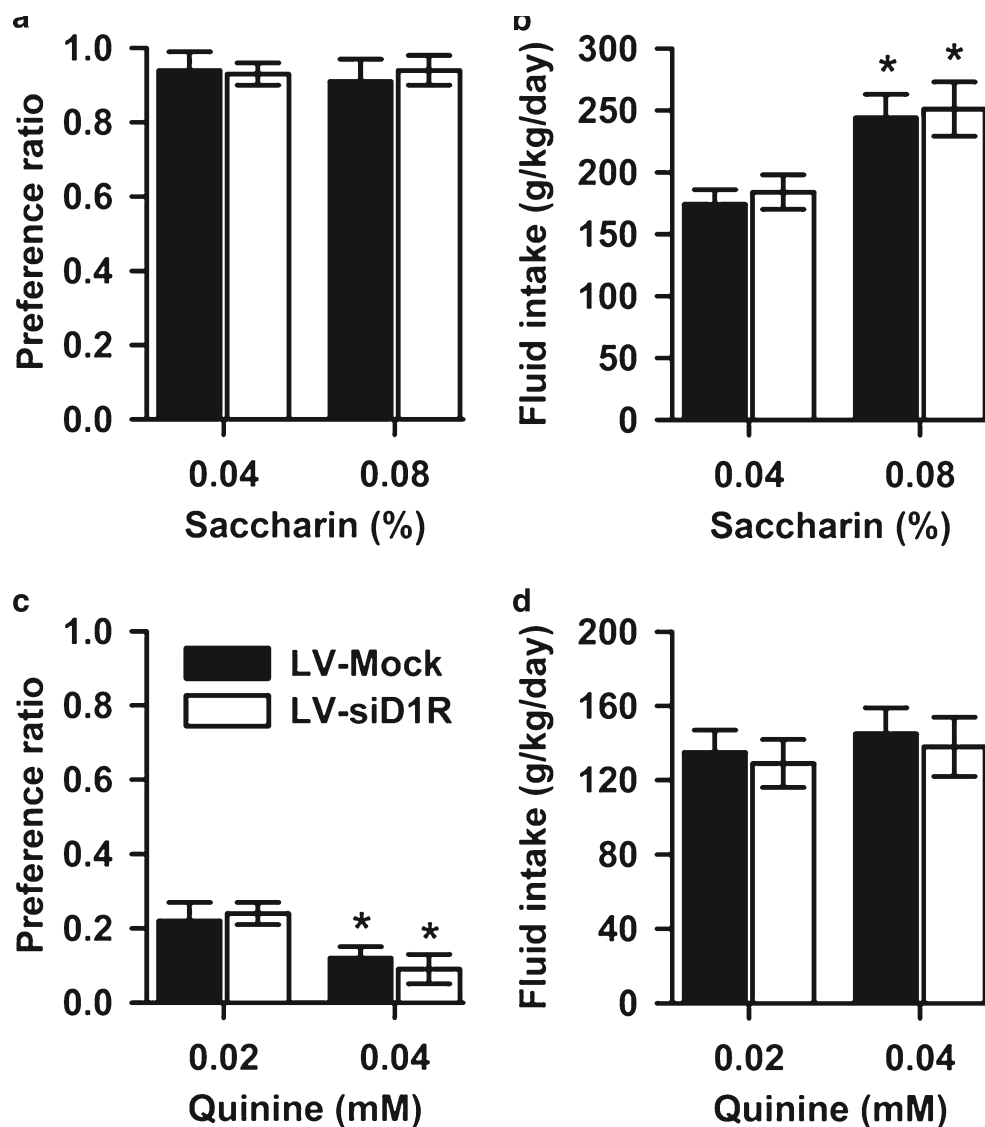 a
Preference ratio
1.0
0.8
0.6
0.4
0.2
0.0
0.04 0.08
Saccharin (%)
b
Fluid intake (g/kg/day)
300
250
200
150
100
50
0
* *
0.04 0.08
Saccharin (%)
c
Preference ratio
1.0
0.8
0.6
0.4
0.2
0.0
LV-Mock
LV-siD1R
* *
0.02 0.04
Quinine (mM)
d
Fluid intake (g/kg/day)
200
160
120
80
40
0
0.02 0.04
Quinine (mM)